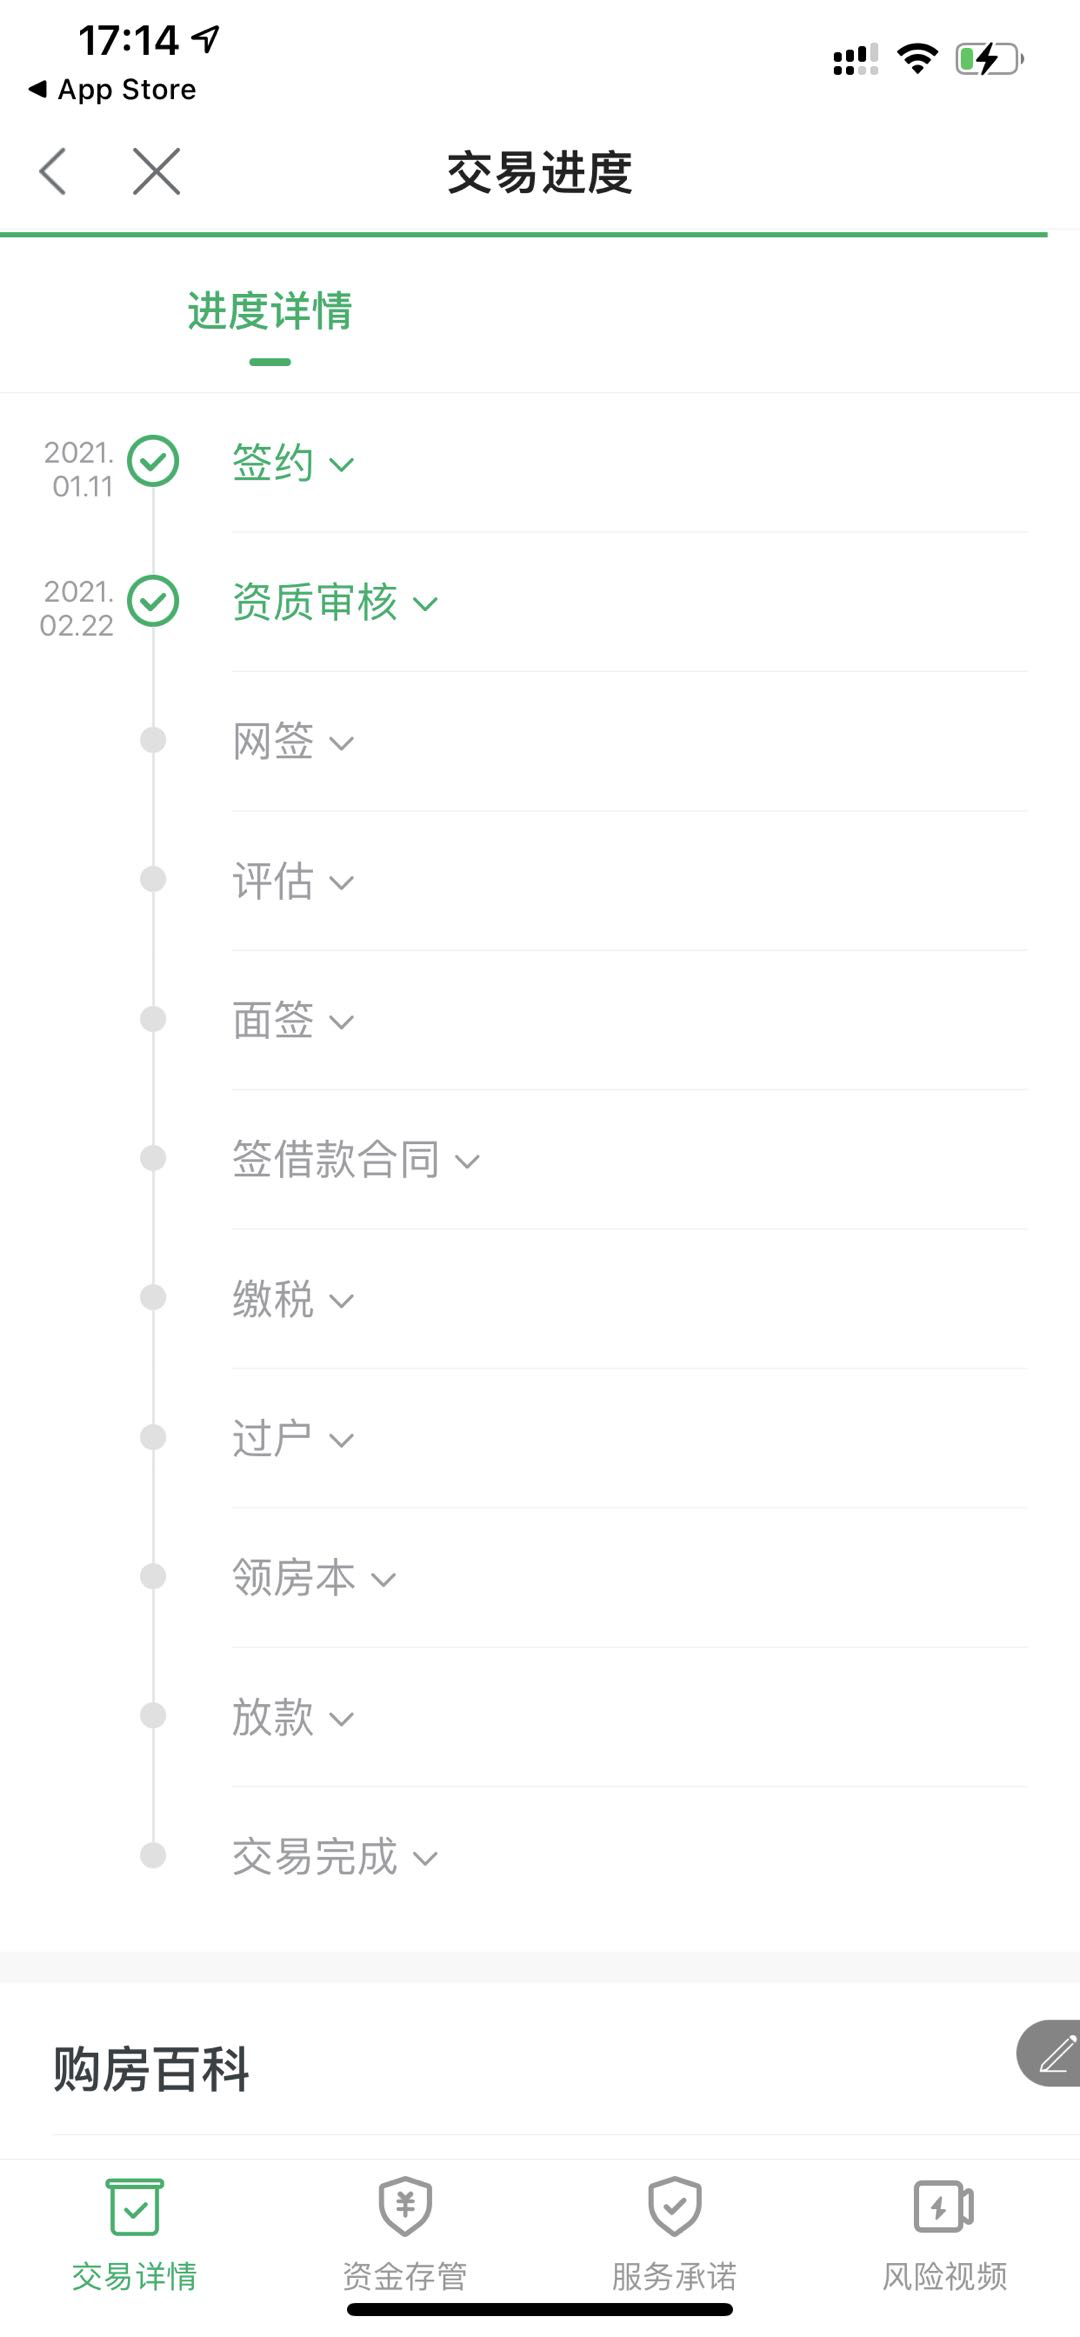 17:14
App Store
交易进度
进度详情
2021.
01.11
签约
2021.
02.22
资质审核
网签
评估
面签
签借款合同
缴税
过户
领房本
放款
交易完成
购房百科
交易详情
资金存管
服务承诺
风险视频